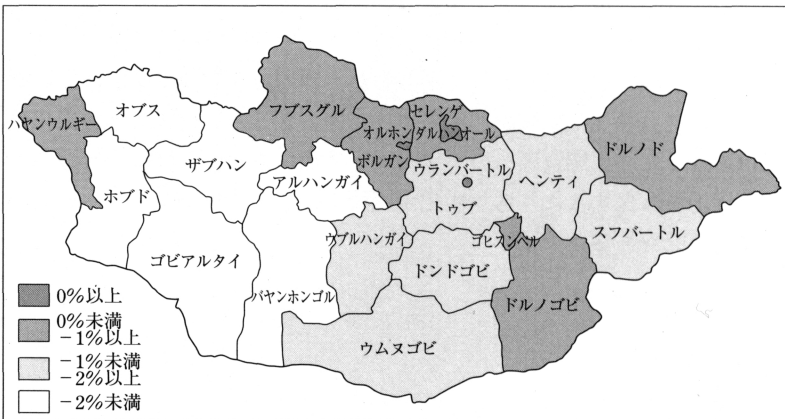 オブス
フブスグル
セレンゲ
ハヤンウルギー
オルホン
ダルハンオール
ドルノド
ザブハン
ボルガン
アルハンガイ
ウランバートル
ヘンティ
ホブド
トゥブ
ウブルハンガイ
ゴヒスンベル
スフバートル
ゴビアルタイ
ドンドゴビ
バヤンホンゴル
ドルノゴビ
ウムヌゴビ
0%以上
0%未満
−1%以上
−1%未満
−2%以上
−2%未満